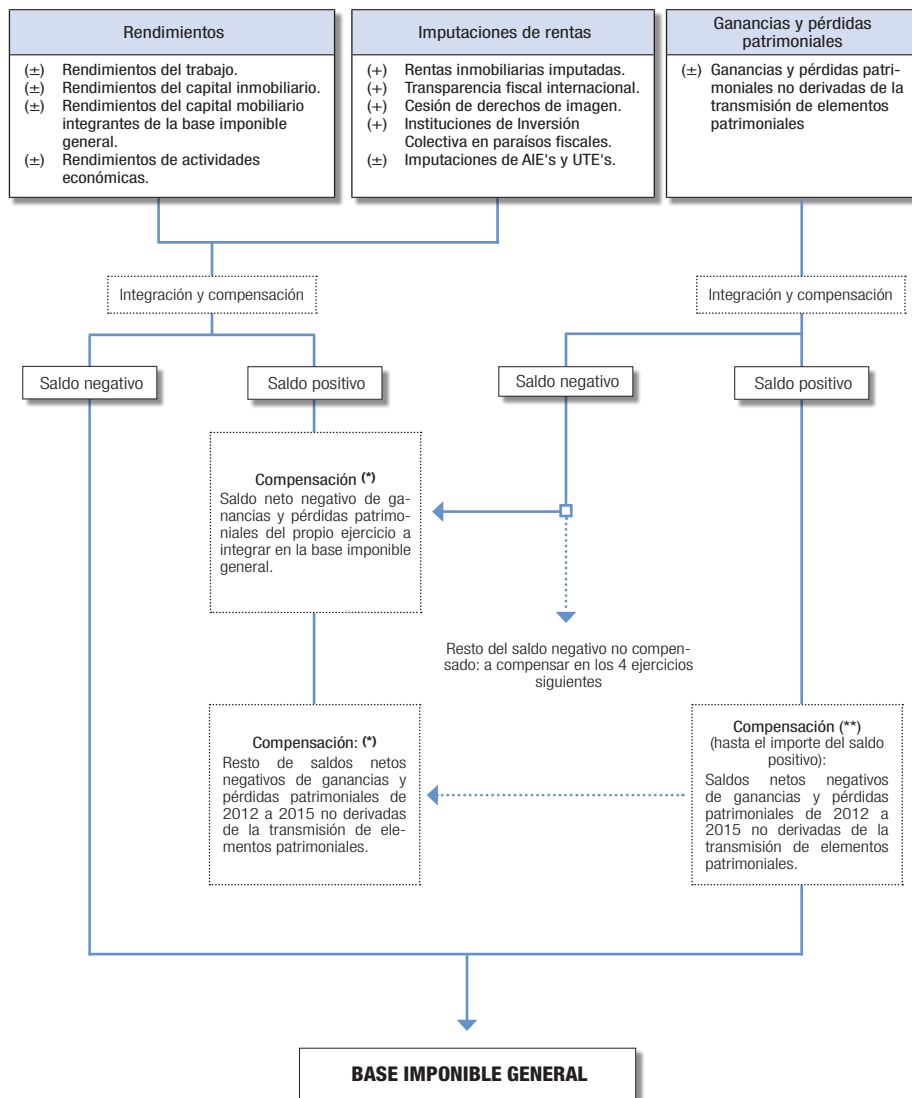 Rendimientos
(±) Rendimientos del trabajo.
(±) Rendimientos del capital inmobiliario.
(±) Rendimientos del capital mobiliario
integrantes de la base imponible
general.
(±) Rendimientos de actividades
económicas.
Imputaciones de rentas
(+) Rentas inmobiliarias imputadas.
(+) Transparencia fiscal internacional.
(+) Cesión de derechos de imagen.
(+) Instituciones de Inversión
Colectiva en paraísos fiscales.
(±) Imputaciones de AIE's y UTE's.
Ganancias y pérdidas
patrimoniales
(±) Ganancias y pérdidas patri-
moniales no derivadas de la
transmisión de elementos
patrimoniales
Integración y compensación
Integración y compensación
Saldo negativo
Saldo positivo
Saldo negativo
Saldo positivo
Compensación (*)
Saldo neto negativo de ga-
nancias y pérdidas patrimo-
niales del propio ejercicio a
integrar en la base imponible
general.
Resto del saldo negativo no compen-
sado: a compensar en los 4 ejercicios
siguientes
Compensación: (*)
Resto de saldos netos
negativos de ganancias y
pérdidas patrimoniales de
2012 a 2015 no derivadas
de la transmisión de ele-
mentos patrimoniales.
Compensación (**)
(hasta el importe del saldo
positivo):
Saldos netos negativos
de ganancias y pérdidas
patrimoniales de 2012 a
2015 no derivadas de la
transmisión de elementos
patrimoniales.
BASE IMPONIBLE GENERAL